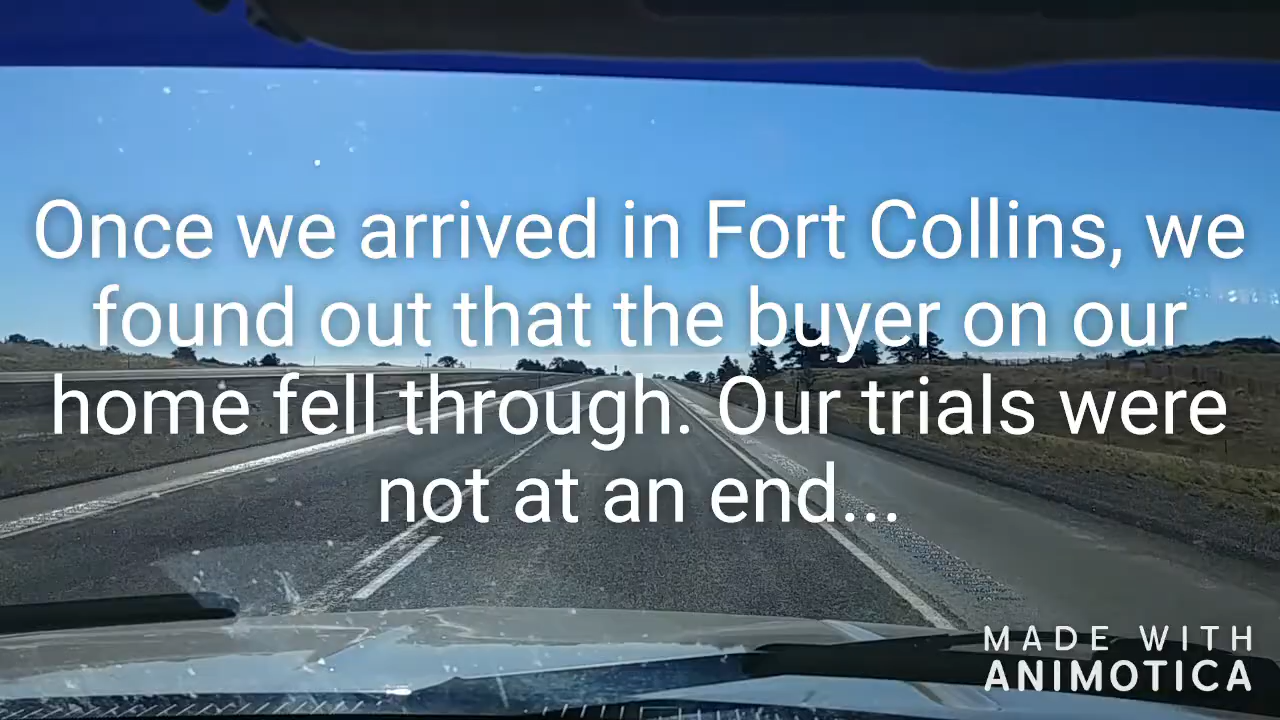 Once we arrived in Fort Collins, we
found out that the buyer on our
home fell through. Our trials were
not at an end...
MADE WITH
ANIMOTICA